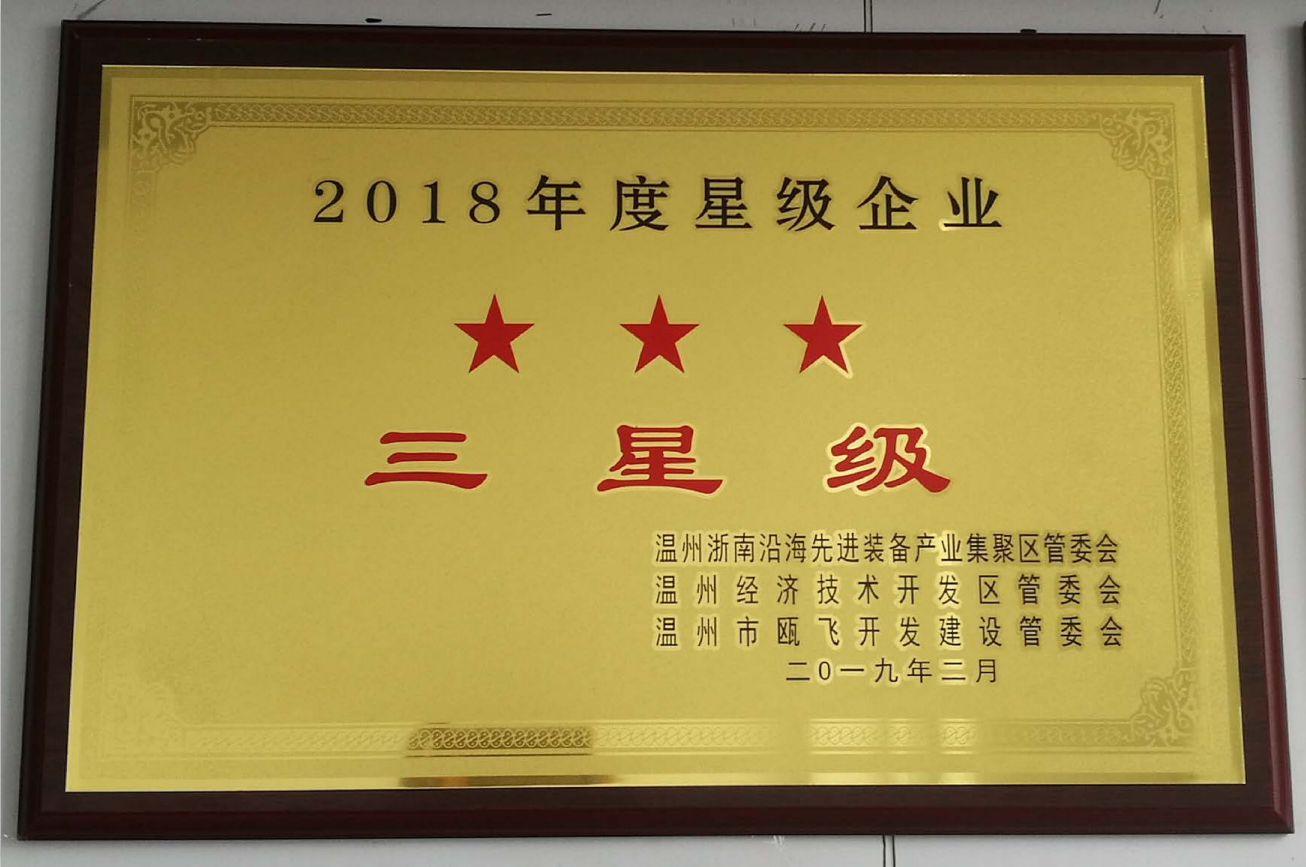 2018年度星级企业
★ ★ ★
三星级
温州浙南沿海先进装备产业集聚区管委会
温州经济技术开发区管委会
温州市瓯飞开发建设管委会
二0一九年二月